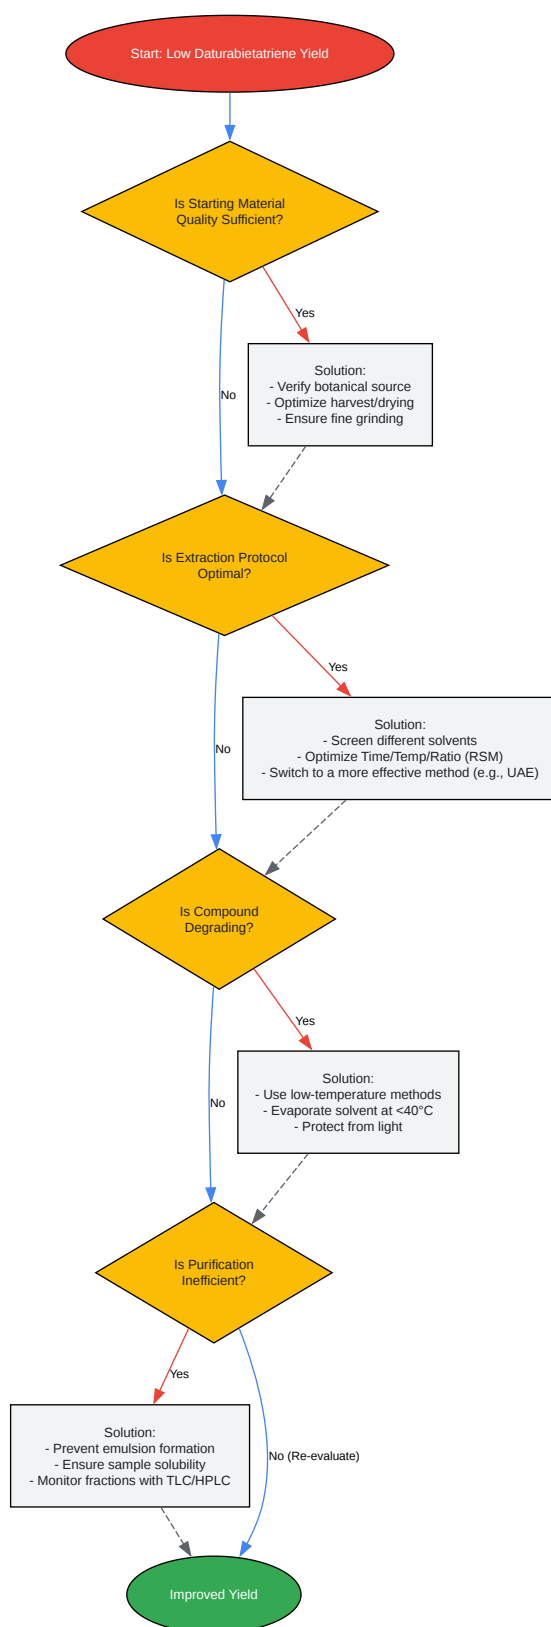 Start: Low Daturabietatriene Yield
Is Starting Material
Quality Sufficient?
Yes
Solution:
- Verify botanical source
- Optimize harvest/drying
- Ensure fine grinding
No
Is Extraction Protocol
Optimal?
Yes
Solution:
- Screen different solvents
- Optimize Time/Temp/Ratio (RSM)
- Switch to a more effective method (e.g., UAE)
No
Is Compound
Degrading?
Yes
Solution:
- Use low-temperature methods
- Evaporate solvent at <40°C
- Protect from light
No
Is Purification
Inefficient?
Yes
Solution:
- Prevent emulsion formation
- Ensure sample solubility
- Monitor fractions with TLC/HPLC
No (Re-evaluate)
Improved Yield